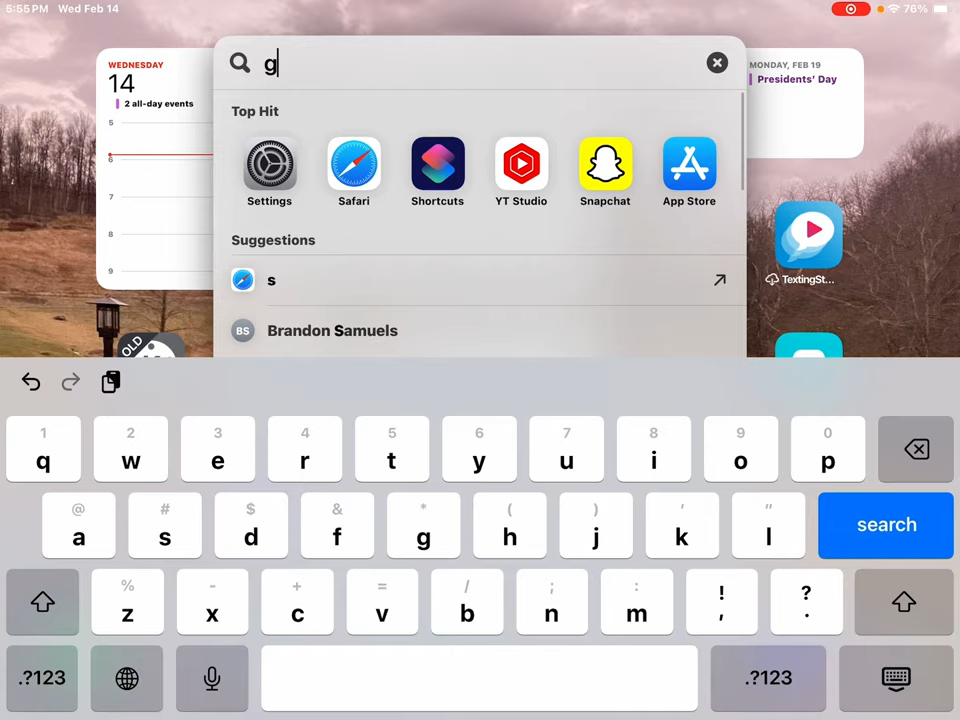 5:55 PM Wed Feb 14
76%
WEDNESDAY
14
2 all-day events
5
6
7
8
9
g
Top Hit
Settings Safari Shortcuts YT Studio Snapchat App Store
Suggestions
s
BS Brandon Samuels
MONDAY, FEB 19
Presidents' Day
TextingSt...
OLD
1 2 3 4 5 6 7 8 9 0
q w e r t y u i o p
@ # $ & * ( ) ' "
a s d f g h j k l search
% - + = / ; : ! ?
z x c v b n m , .
.?123 .?123